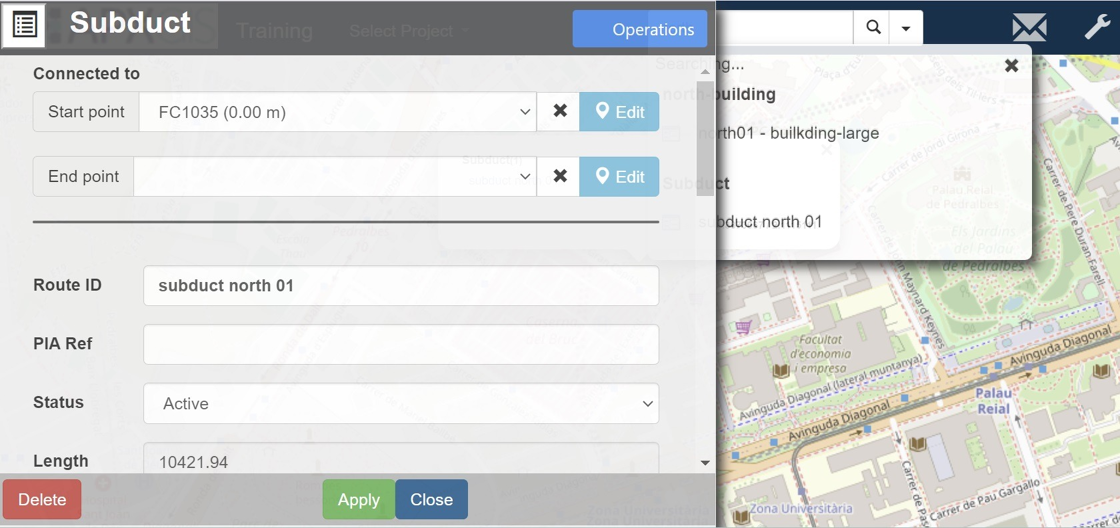 Subduct
Training
Select Project
Operations
Connected to
Start point
FC1035 (0.00 m)
Edit
End point
Edit
Route ID
subduct north 01
PIA Ref
Status
Active
Length
10421.94
Delete
Apply
Close
Searching...
north-building
north01 - builkding-large
Subduct
subduct north 01
Carrer de Jordi Girona
Palau Reial
de Pedralbes
Els Jardins
del Palau
de Pedralbes
Carrer de Pere Duran Farell
Carrer de John Maynard Keynes
Facultat
d'economia
i empresa
Avinguda Diagonal
Avinguda Diagonal (lateral muntanya)
Avinguda Diagonal
Palau
Reial
Carrer de Pau Gargallo
Zona Universitària